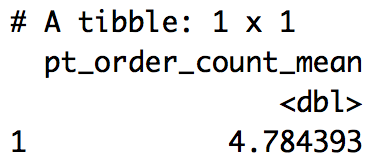 # A tibble: 1 x 1
pt_order_count_mean
<dbl>
1 4.784393